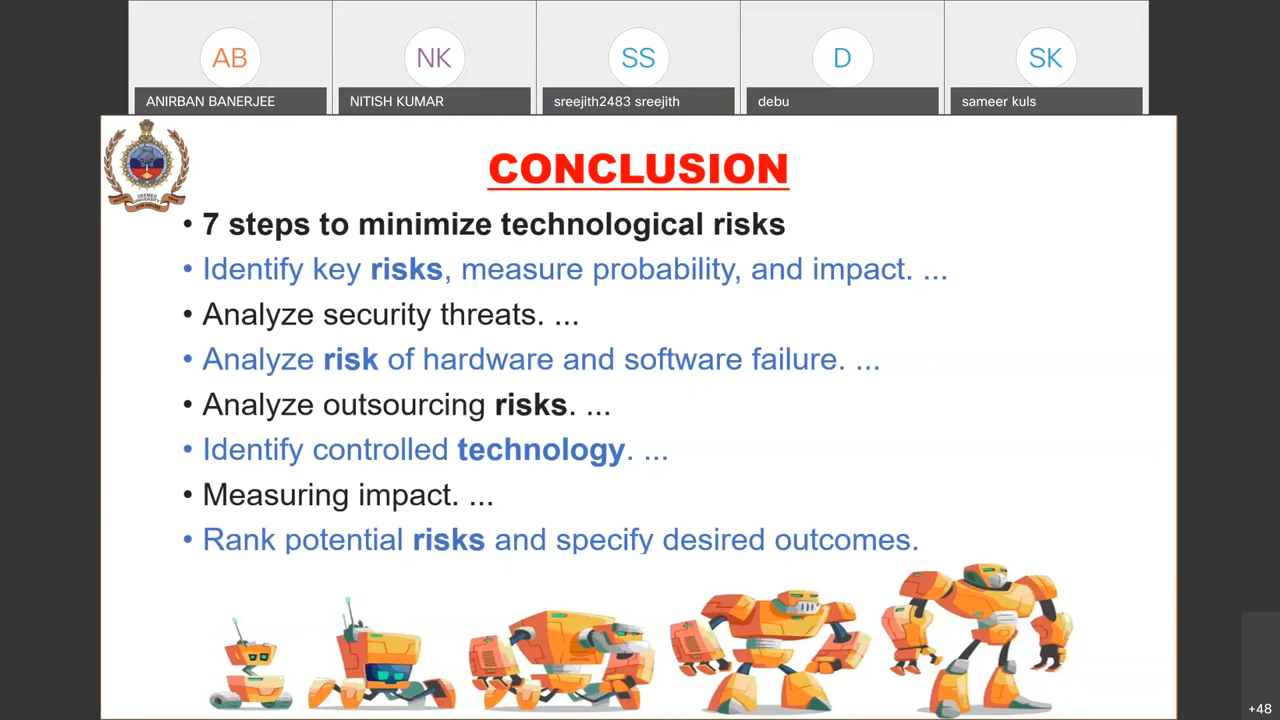 AB
NK
SS
D
SK
ANIRBAN BANERJEE
NITISH KUMAR
sreejith2483 sreejith
debu
sameer kuls
DEEMED
UNIVERSITY
CONCLUSION
• 7 steps to minimize technological risks
• Identify key risks, measure probability, and impact. ...
• Analyze security threats. ...
• Analyze risk of hardware and software failure. ...
• Analyze outsourcing risks. ...
• Identify controlled technology. ...
• Measuring impact. ...
• Rank potential risks and specify desired outcomes.
+48